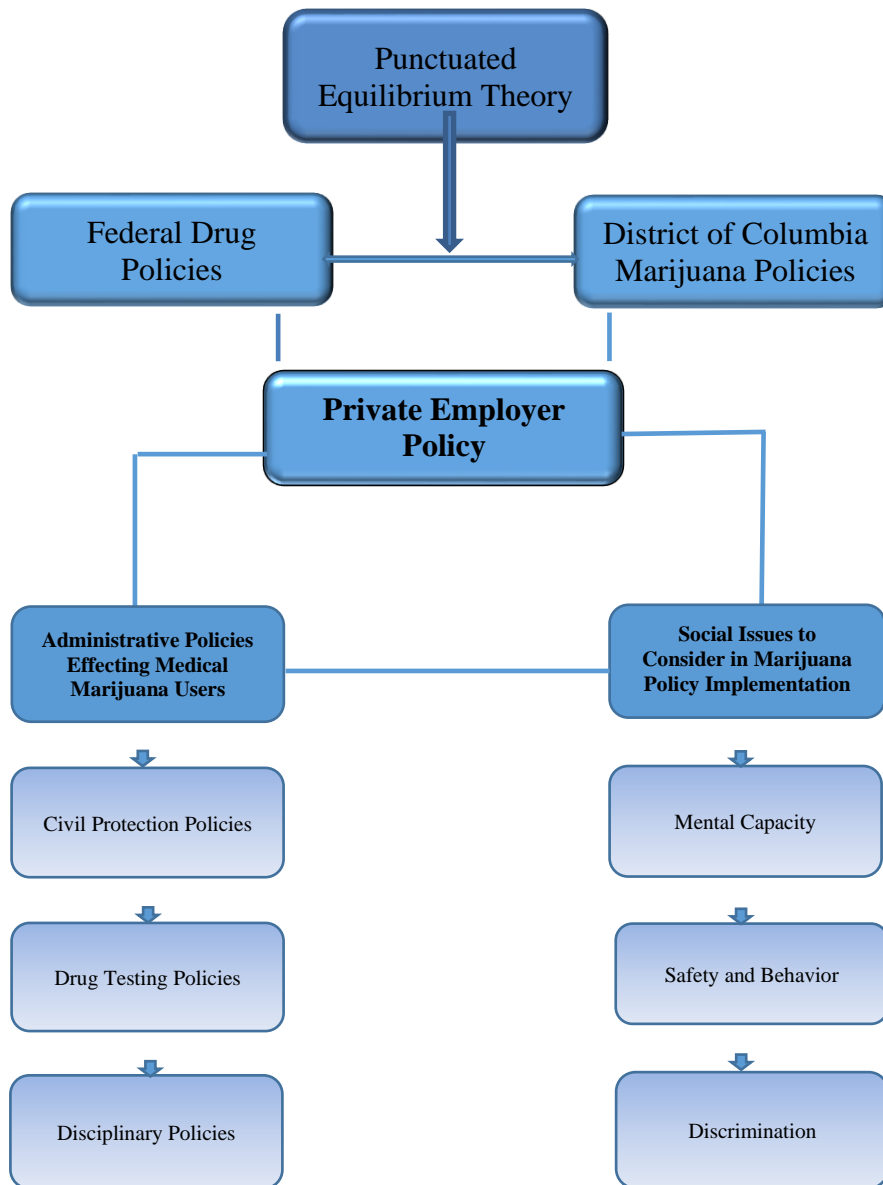 Punctuated
Equilibrium Theory
Federal Drug
Policies
District of Columbia
Marijuana Policies
Private Employer
Policy
Administrative Policies
Effecting Medical
Marijuana Users
Social Issues to
Consider in Marijuana
Policy Implementation
Civil Protection Policies
Mental Capacity
Drug Testing Policies
Safety and Behavior
Disciplinary Policies
Discrimination